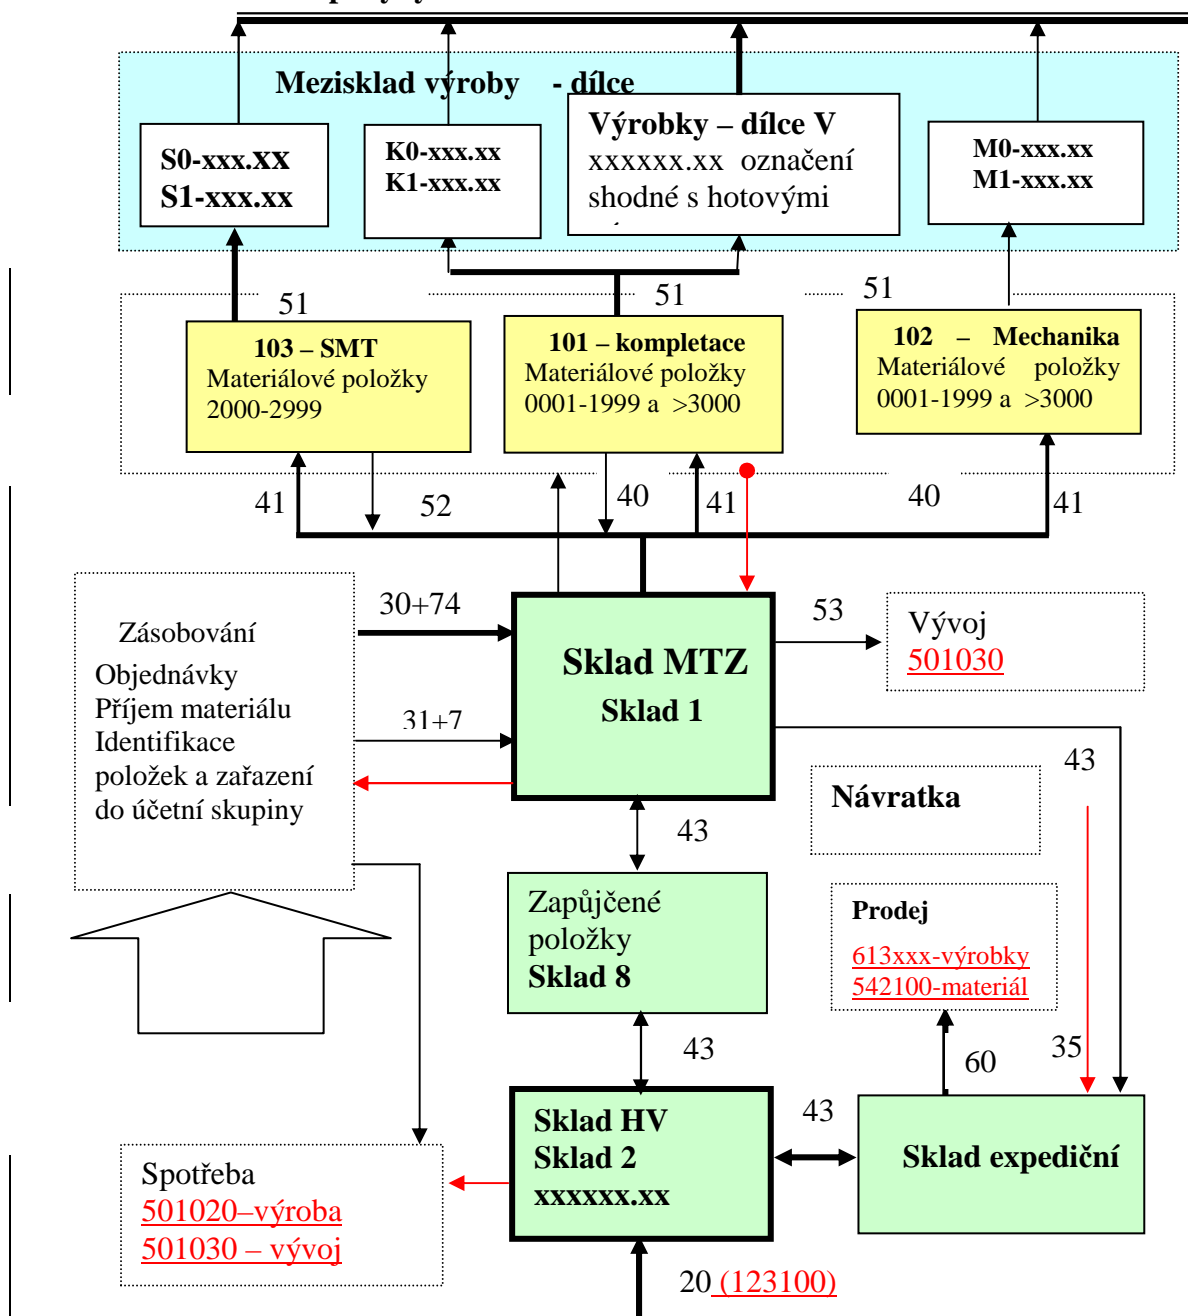 Mezisklad výroby - dílce
S0-xxx.xx
S1-xxx.xx
K0-xxx.xx
K1-xxx.xx
Výrobky – dílce V
xxxxxx.xx označení
shodné s hotovými
M0-xxx.xx
M1-xxx.xx
51
51
51
103 – SMT
Materiálové položky
2000-2999
101 – kompletace
Materiálové položky
0001-1999 a >3000
102 – Mechanika
Materiálové položky
0001-1999 a >3000
41
52
40
41
40
41
Zásobování
Objednávky
Příjem materiálu
Identifikace
položek a zařazení
do účetní skupiny
30+74
31+7
Sklad MTZ
Sklad 1
53
Vývoj
501030
43
Návratka
43
Zapůjčené
položky
Sklad 8
Prodej
613xxx-výrobky
542100-materiál
43
60
35
Sklad HV
Sklad 2
xxxxxx.xx
43
Sklad expediční
Spotřeba
501020–výroba
501030 – vývoj
20 (123100)